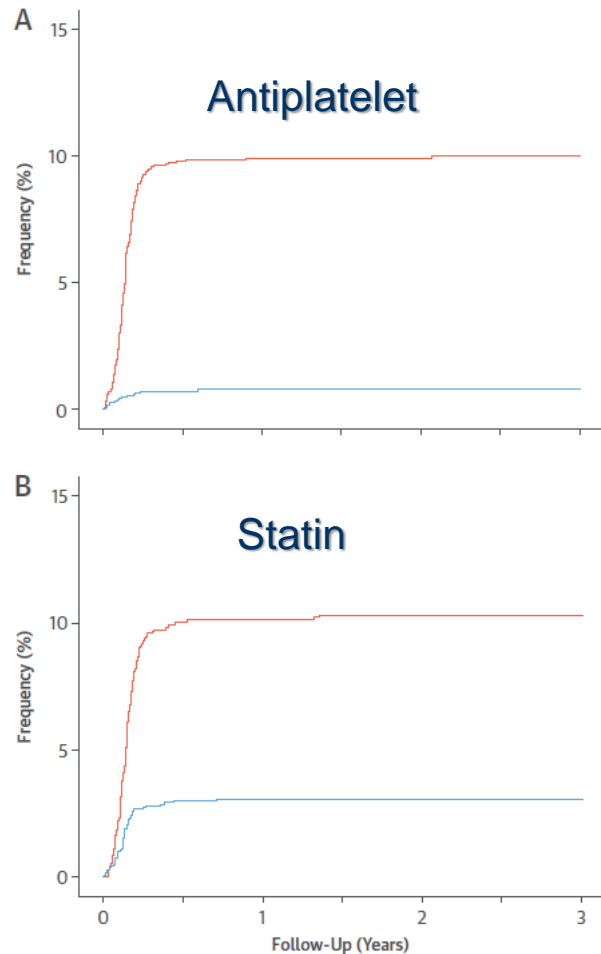 A
Antiplatelet
15
10
5
0
Frequency (%)
B
Statin
15
10
5
0
Frequency (%)
0 1 2 3
Follow-Up (Years)